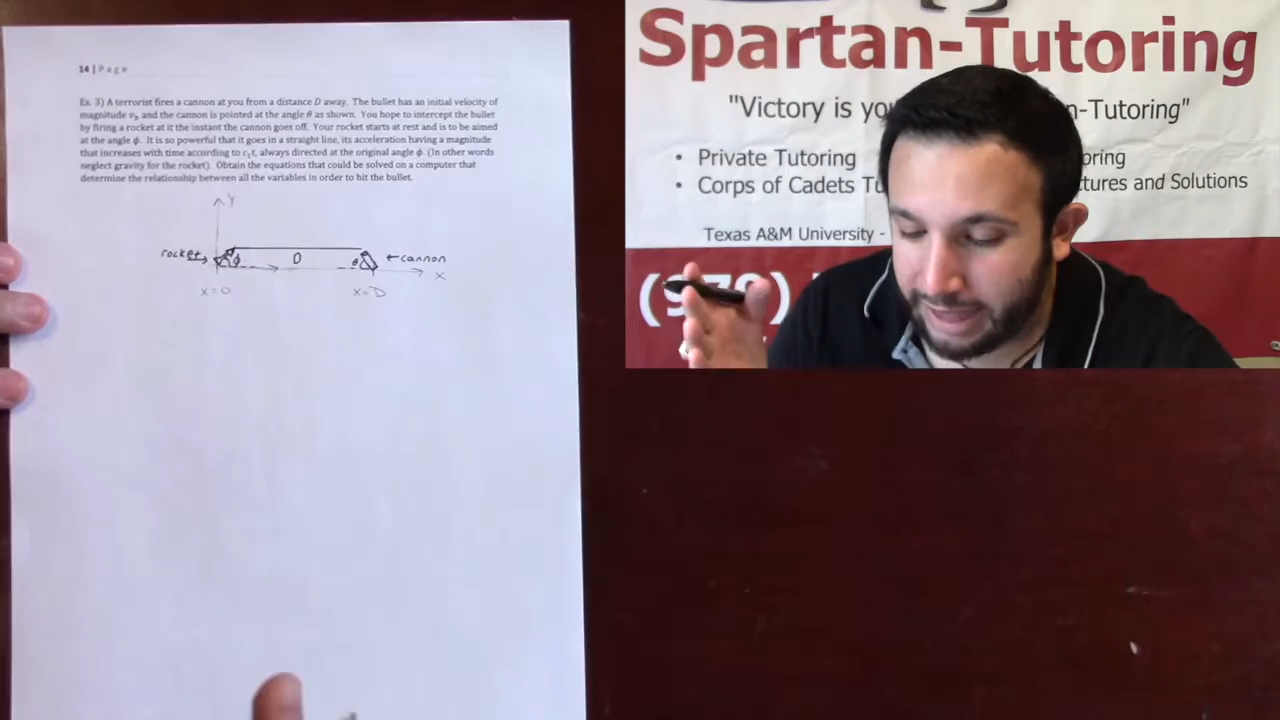 14 | Page
Ex. 3) A terrorist fires a cannon at you from a distance D away. The bullet has an initial velocity of
magnitude v₀ and the cannon is pointed at the angle θ as shown. You hope to intercept the bullet
by firing a rocket at it the instant the cannon goes off. Your rocket starts at rest and is to be aimed
at the angle ϕ. It is so powerful that it goes in a straight line, its acceleration having a magnitude
that increases with time according to c₁t, always directed at the original angle ϕ. (In other words
neglect gravity for the rocket). Obtain the equations that could be solved on a computer that
determine the relationship between all the variables in order to hit the bullet.
y
rocket ϕ D θ cannon
x
x=0 x=D
Spartan-Tutoring
"Victory is -Tutoring"
• Private Tutoring
• Corps of Cadets and Solutions
Texas A&M University -